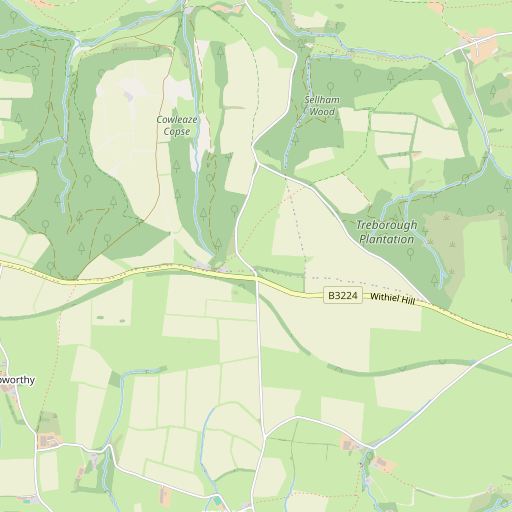 Sellham
Wood
Cowleaze
Copse
Treborough
Plantation
B3224
Withiel Hill
oworthy